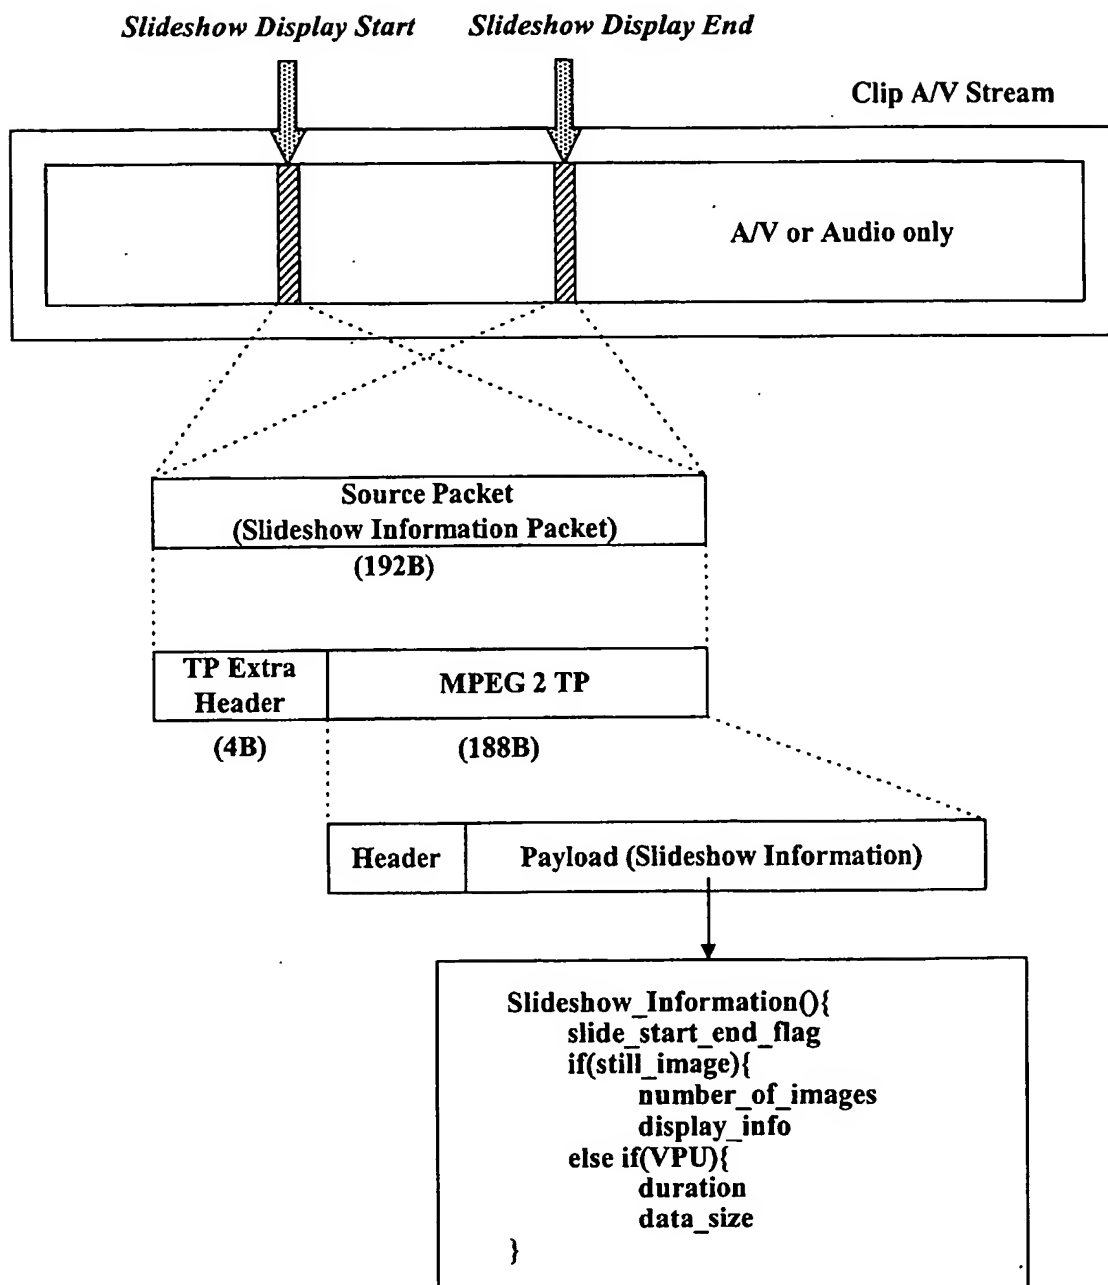 Slideshow Display Start
Slideshow Display End
Clip A/V Stream
A/V or Audio only
Source Packet
(Slideshow Information Packet)
(192B)
TP Extra
Header
MPEG 2 TP
(4B)
(188B)
Header
Payload (Slideshow Information)
Slideshow_Information(){
slide_start_end_flag
if(still_image){
number_of_images
display_info
else if(VPU){
duration
data_size
}